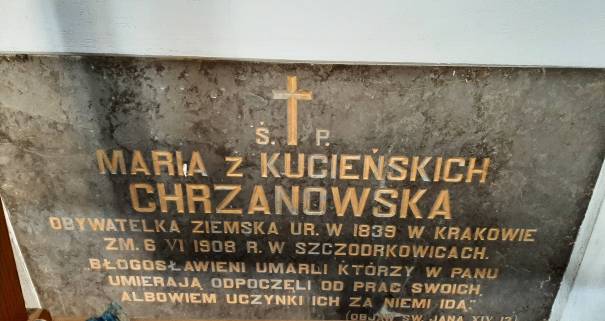 Ś. P.
MARIA z KUCIEŃSKICH
CHRZANOWSKA
OBYWATELKA ZIEMSKA UR. W 1839 W KRAKOWIE
ZM. 6 VI 1908 R. W SZCZODRKOWICACH.
„BŁOGOSŁAWIENI UMARLI KTÓRZY W PANU
UMIERAJĄ ODPOCZĘLI OD PRAC SWOICH,
ALBOWIEM UCZYNKI ICH ZA NIEMI IDĄ."
(OBJAW. ŚW. JANA XIV. 13)